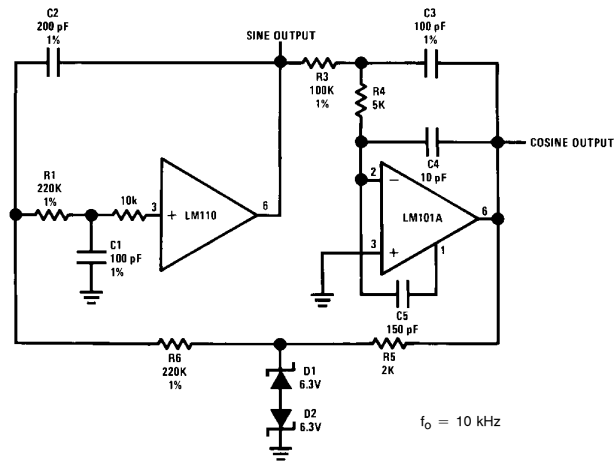 C2
200 pF
1%
SINE OUTPUT
C3
100 pF
1%
R3
100K
1%
R4
5K
COSINE OUTPUT
C4
10 pF
R1
220K
1%
10k
3
+
LM110
6
2
−
LM101A
6
3
+
1
C1
100 pF
1%
C5
150 pF
R6
220K
1%
R5
2K
D1
6.3V
D2
6.3V
fo = 10 kHz